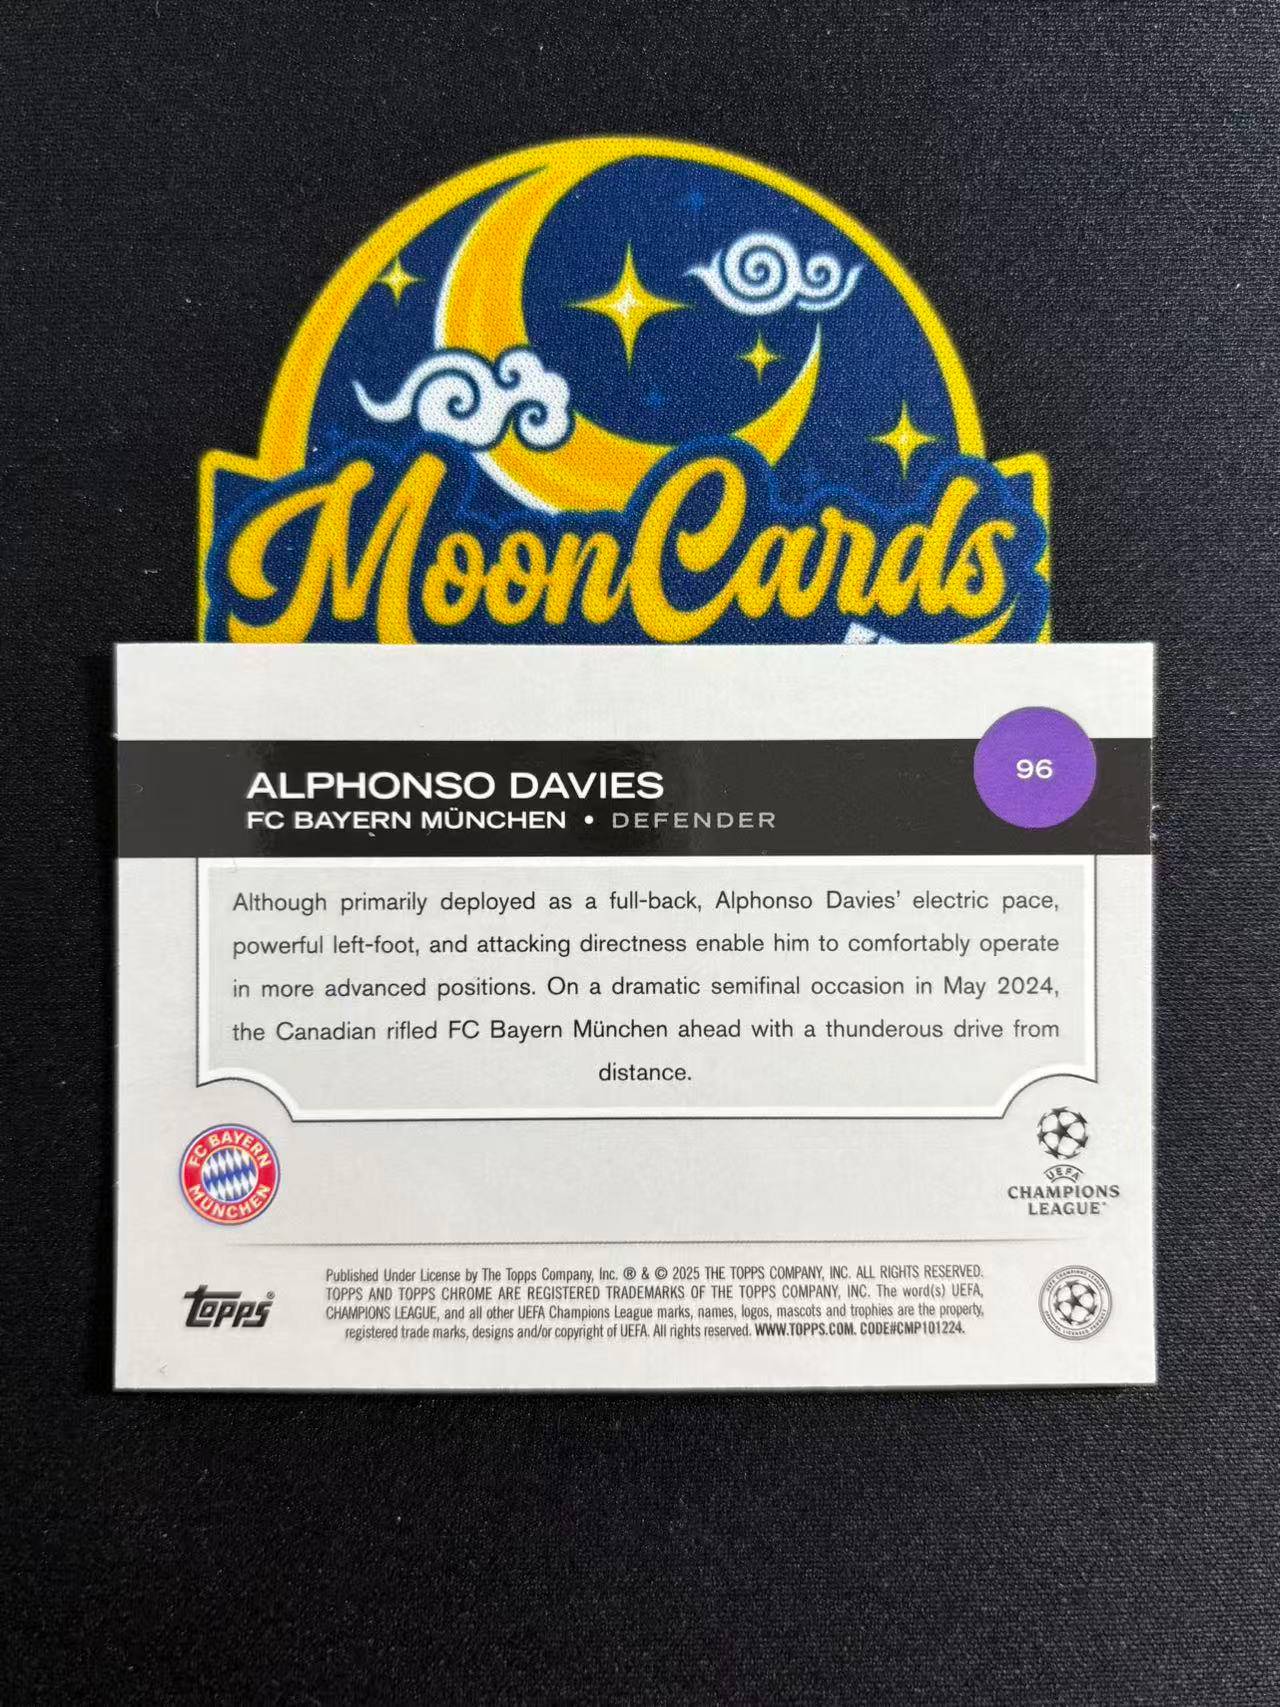 MoonCards
ALPHONSO DAVIES
96
FC BAYERN MÜNCHEN • DEFENDER
Although primarily deployed as a full-back, Alphonso Davies’ electric pace,
powerful left-foot, and attacking directness enable him to comfortably operate
in more advanced positions. On a dramatic semifinal occasion in May 2024,
the Canadian rifled FC Bayern München ahead with a thunderous drive from
distance.
FC BAYERN
MÜNCHEN
UEFA
CHAMPIONS
LEAGUE
topps®
Published Under License by The Topps Company, Inc. ® & © 2025 THE TOPPS COMPANY, INC. ALL RIGHTS RESERVED.
TOPPS AND TOPPS CHROME ARE REGISTERED TRADEMARKS OF THE TOPPS COMPANY, INC. The word(s) UEFA,
CHAMPIONS LEAGUE, and all other UEFA Champions League marks, names, logos, mascots and trophies are the property,
registered trade marks, designs and/or copyright of UEFA. All rights reserved. WWW.TOPPS.COM. CODE#CMP101224.